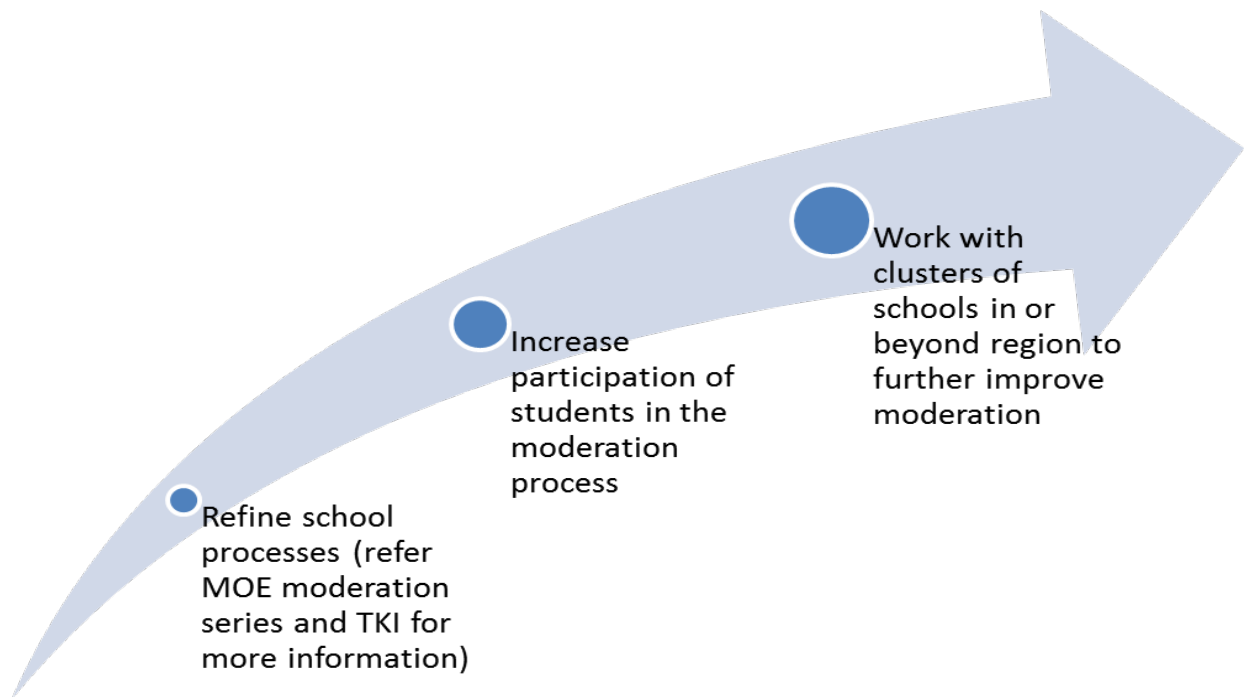 Refine school
processes (refer
MOE moderation
series and TKI for
more information)
Increase
participation of
students in the
moderation
process
Work with
clusters of
schools in or
beyond region to
further improve
moderation